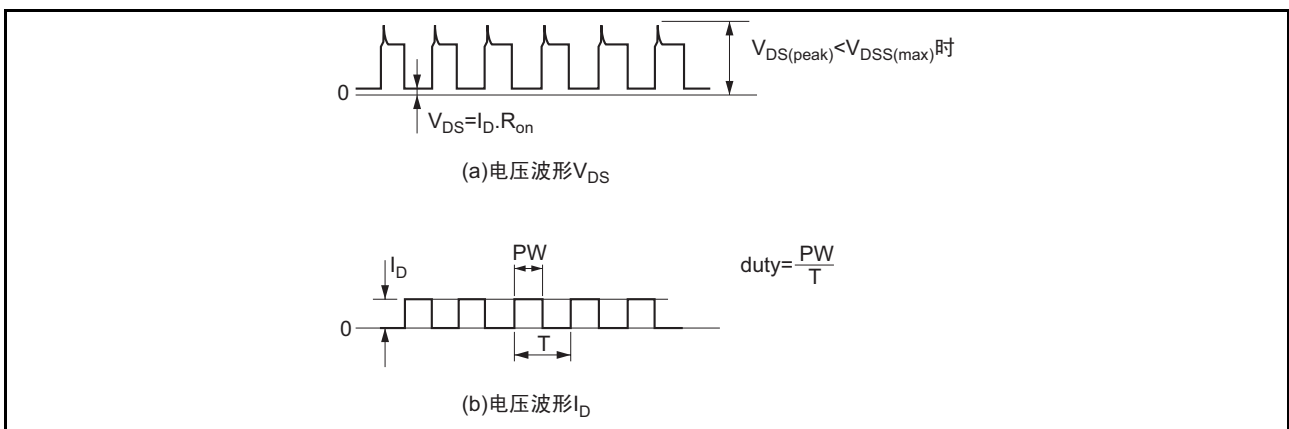 V_DS(peak)<V_DSS(max)时
0
V_DS=I_D.R_on
(a)电压波形V_DS
PW
duty=PW/T
I_D
0
T
(b)电压波形I_D